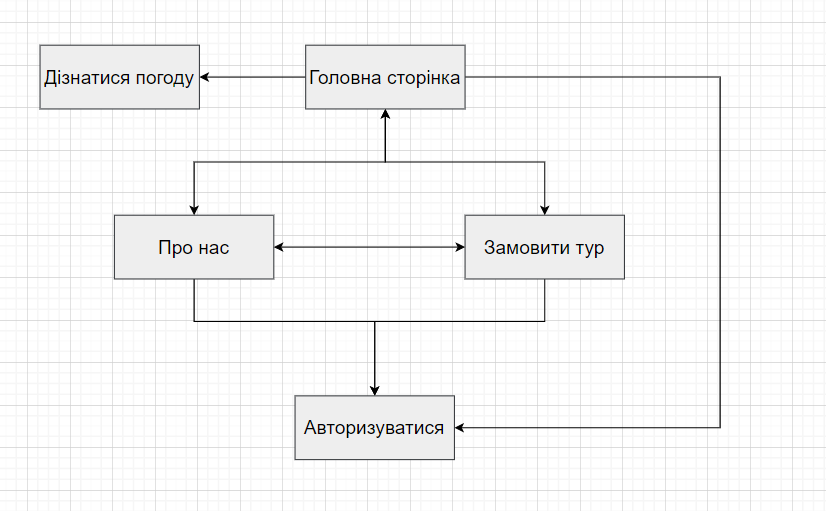 Дізнатися погоду
Головна сторінка
Про нас
Замовити тур
Авторизуватися